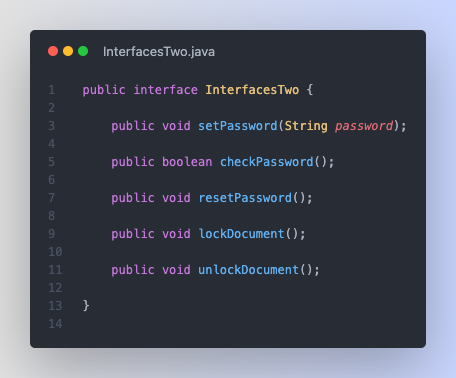 InterfacesTwo.java
1 public interface InterfacesTwo {
2
3     public void setPassword(String password);
4
5     public boolean checkPassword();
6
7     public void resetPassword();
8
9     public void lockDocument();
10
11     public void unlockDocument();
12
13 }
14